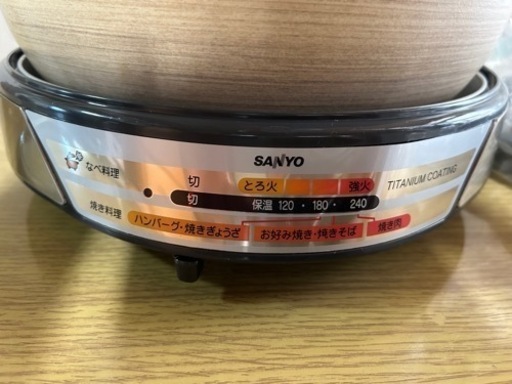 SANYO
なべ料理 切 とろ火 強火 TITANIUM COATING
切 保温 120・180・240
焼き料理 ハンバーグ・焼きぎょうざ お好み焼き・焼きそば 焼き肉